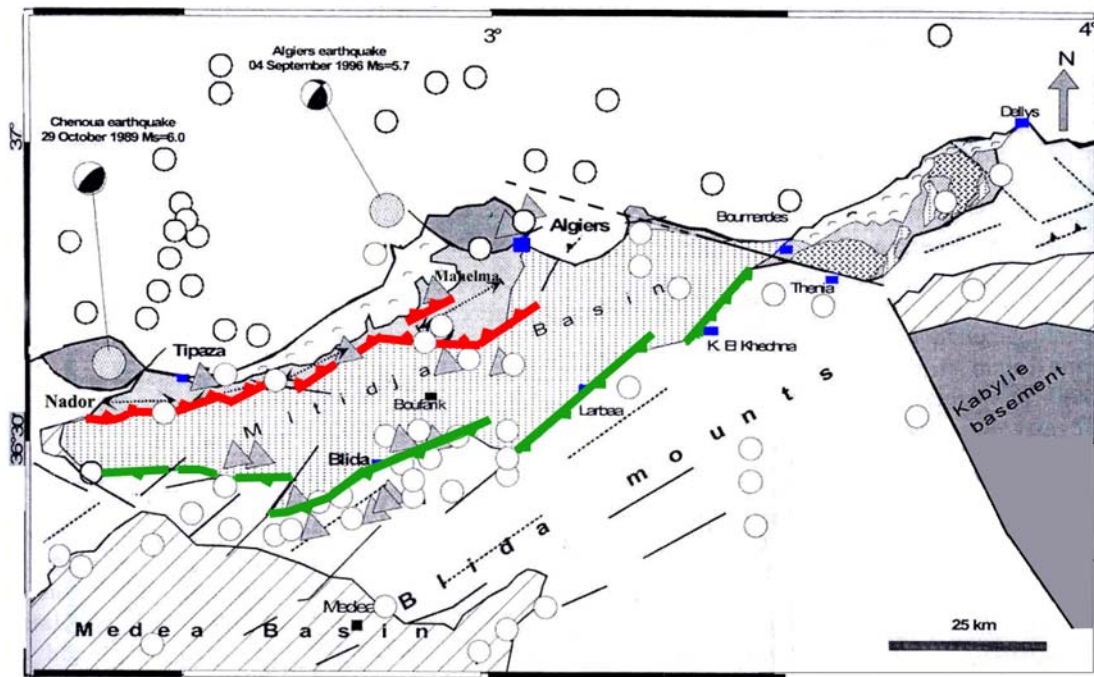 3°
4°
Algiers earthquake
04 September 1996 Ms=5.7
N
Chenoua earthquake
29 October 1989 Ms=6.0
37°
Dellys
Algiers
Boumerdes
Mahelma
Thenia
Basin
Tipaza
K. El Khechna
Nador
Mitidja
Boufarik
Larbaa
Kabylie
basement
36°30
Blida
Blida mounts
Medea
Medea Basin
25 km